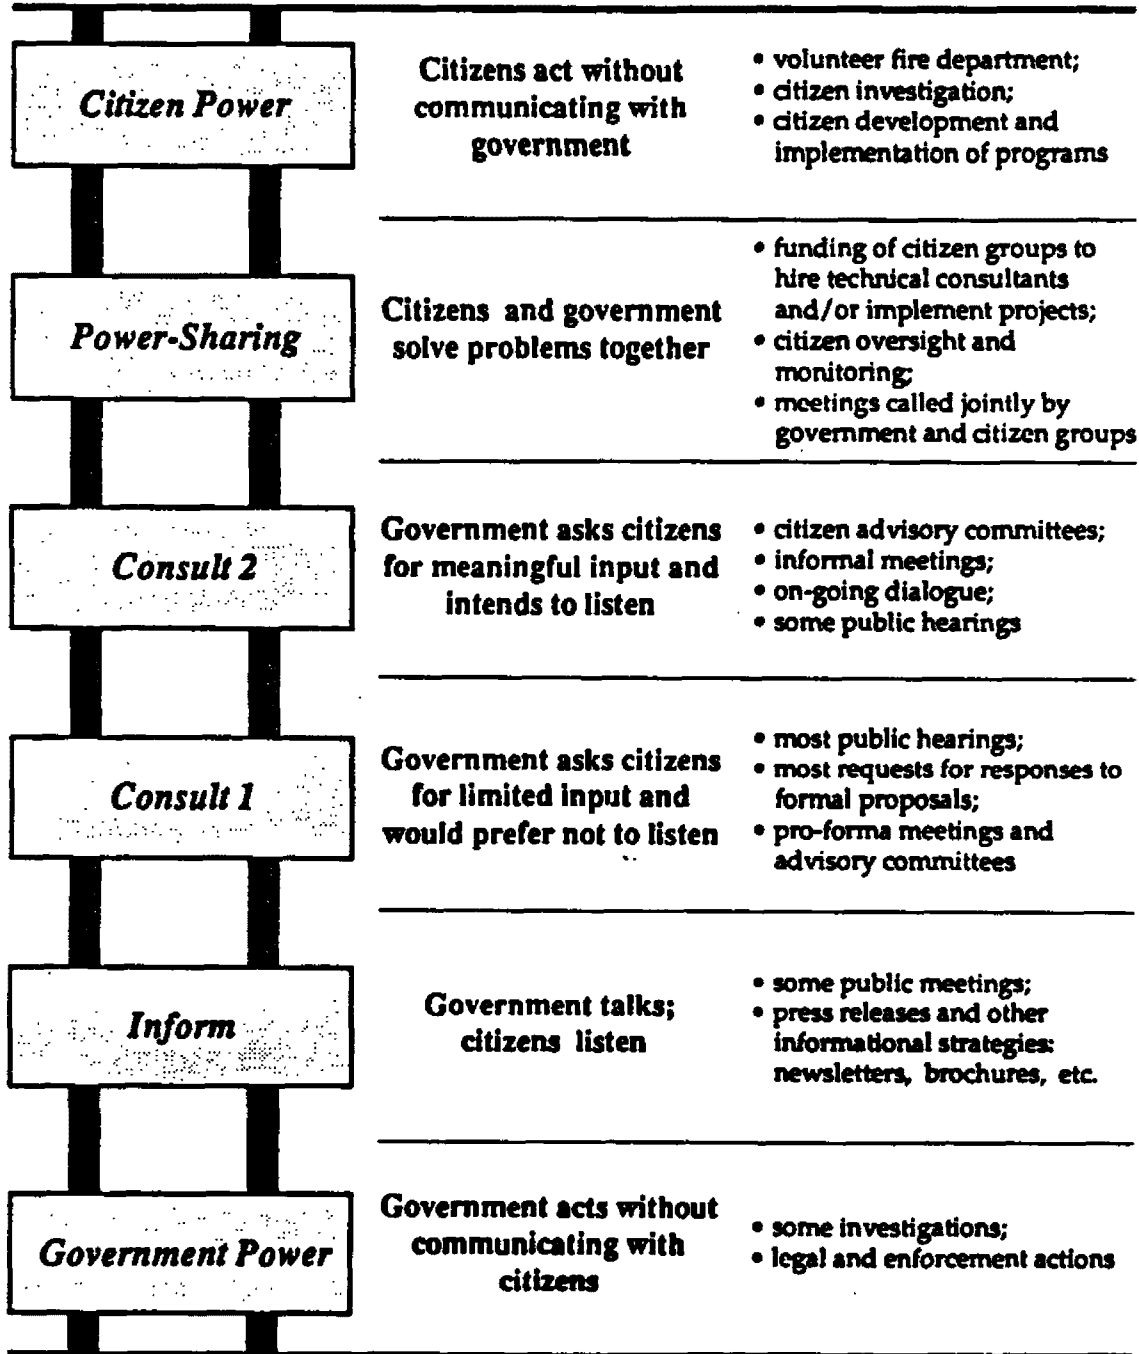 Citizen Power
Citizens act without
communicating with
government
• volunteer fire department;
• citizen investigation;
• citizen development and
implementation of programs
Power-Sharing
Citizens and government
solve problems together
• funding of citizen groups to
hire technical consultants
and/or implement projects;
• citizen oversight and
monitoring;
• meetings called jointly by
government and citizen groups
Consult 2
Government asks citizens
for meaningful input and
intends to listen
• citizen advisory committees;
• informal meetings;
• on-going dialogue;
• some public hearings
Consult 1
Government asks citizens
for limited input and
would prefer not to listen
• most public hearings;
• most requests for responses to
formal proposals;
• pro-forma meetings and
advisory committees
Inform
Government talks;
citizens listen
• some public meetings;
• press releases and other
informational strategies:
newsletters, brochures, etc.
Government Power
Government acts without
communicating with
citizens
• some investigations;
• legal and enforcement actions